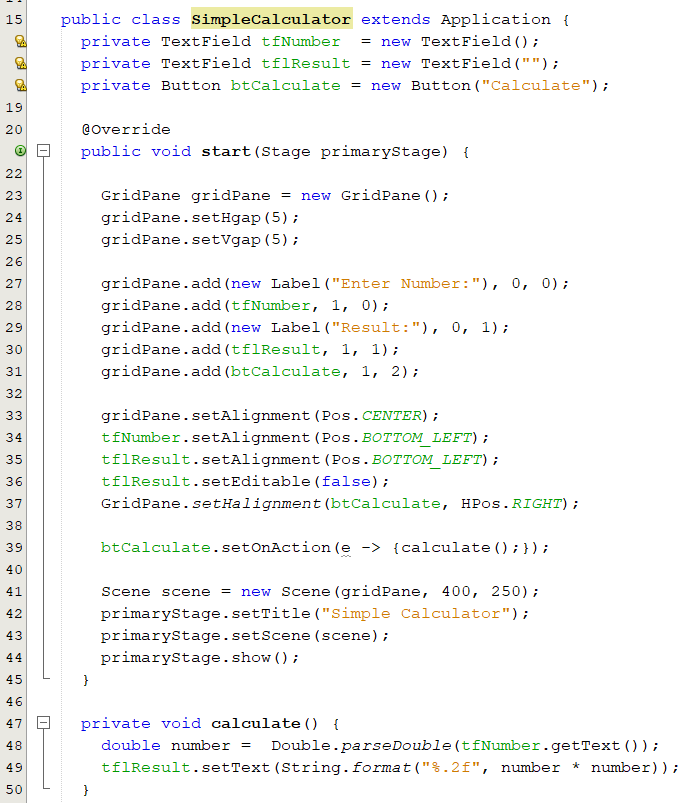 15 public class SimpleCalculator extends Application {
private TextField tfNumber  = new TextField();
private TextField tflResult = new TextField("");
private Button btCalculate = new Button("Calculate");
19
20 @Override
public void start(Stage primaryStage) {
22
23 GridPane gridPane = new GridPane();
24 gridPane.setHgap(5);
25 gridPane.setVgap(5);
26
27 gridPane.add(new Label("Enter Number:"), 0, 0);
28 gridPane.add(tfNumber, 1, 0);
29 gridPane.add(new Label("Result:"), 0, 1);
30 gridPane.add(tflResult, 1, 1);
31 gridPane.add(btCalculate, 1, 2);
32
33 gridPane.setAlignment(Pos.CENTER);
34 tfNumber.setAlignment(Pos.BOTTOM_LEFT);
35 tflResult.setAlignment(Pos.BOTTOM_LEFT);
36 tflResult.setEditable(false);
37 GridPane.setHalignment(btCalculate, HPos.RIGHT);
38
39 btCalculate.setOnAction(e -> {calculate();});
40
41 Scene scene = new Scene(gridPane, 400, 250);
42 primaryStage.setTitle("Simple Calculator");
43 primaryStage.setScene(scene);
44 primaryStage.show();
45 }
46
47 private void calculate() {
48 double number =  Double.parseDouble(tfNumber.getText());
49 tflResult.setText(String.format("%.2f", number * number));
50 }